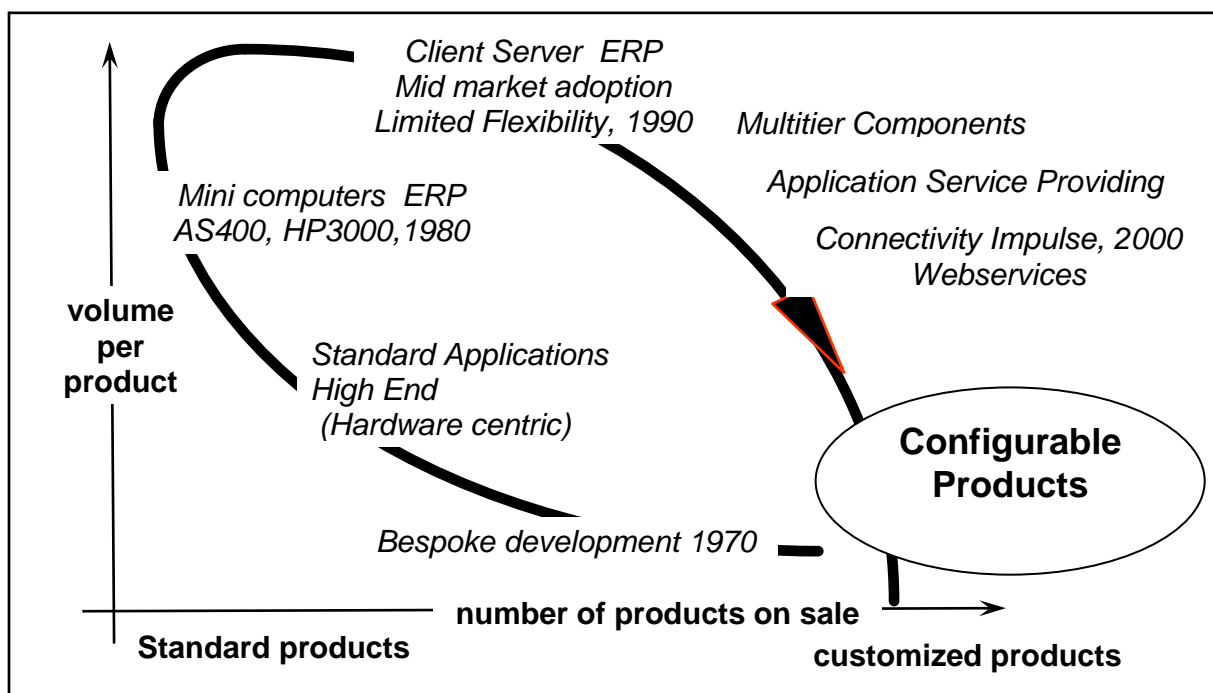 Client Server ERP
Mid market adoption
Limited Flexibility, 1990
Multitier Components
Application Service Providing
Connectivity Impulse, 2000
Webservices
Mini computers ERP
AS400, HP3000,1980
volume
per
product
Standard Applications
High End
(Hardware centric)
Configurable
Products
Bespoke development 1970
number of products on sale
Standard products
customized products